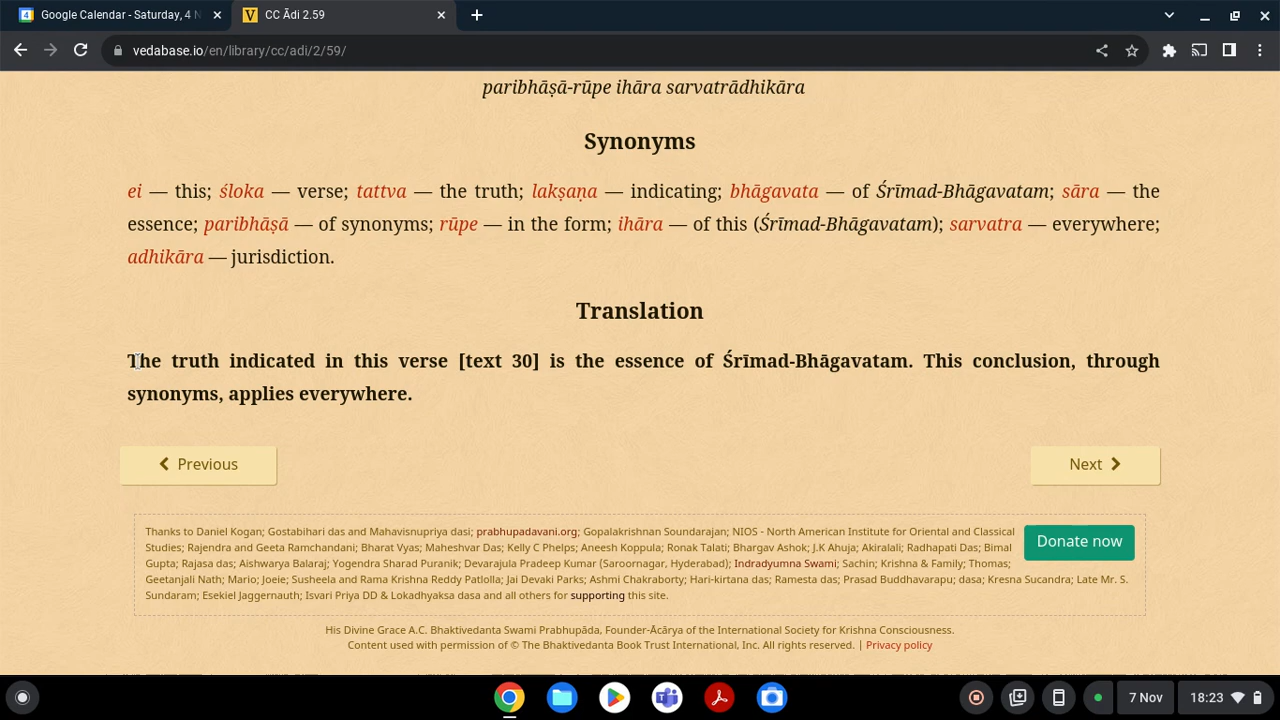 Google Calendar - Saturday, 4 N
CC Ādi 2.59
vedabase.io/en/library/cc/adi/2/59/
paribhāṣā-rūpe ihāra sarvatrādhikāra
Synonyms
ei — this; śloka — verse; tattva — the truth; lakṣaṇa — indicating; bhāgavata — of Śrīmad-Bhāgavatam; sāra — the
essence; paribhāṣā — of synonyms; rūpe — in the form; ihāra — of this (Śrīmad-Bhāgavatam); sarvatra — everywhere;
adhikāra — jurisdiction.
Translation
The truth indicated in this verse [text 30] is the essence of Śrīmad-Bhāgavatam. This conclusion, through
synonyms, applies everywhere.
Previous
Next
Thanks to Daniel Kogan; Gostabihari das and Mahavisnupriya dasi; prabhupadavani.org; Gopalakrishnan Soundarajan; NIOS - North American Institute for Oriental and Classical
Studies; Rajendra and Geeta Ramchandani; Bharat Vyas; Maheshvar Das; Kelly C Phelps; Aneesh Koppula; Ronak Talati; Bhargav Ashok; J.K Ahuja; Akiralali; Radhapati Das; Bimal
Gupta; Rajasa das; Aishwarya Balaraj; Yogendra Sharad Puranik; Devarajula Pradeep Kumar (Saroornagar, Hyderabad); Indradyumna Swami; Sachin; Krishna & Family; Thomas;
Geetanjali Nath; Mario; Joeie; Susheela and Rama Krishna Reddy Patlolla; Jai Devaki Parks; Ashmi Chakraborty; Hari-kirtana das; Ramesta das; Prasad Buddhavarapu; dasa; Kresna Sucandra; Late Mr. S.
Sundaram; Esekiel Jaggernauth; Isvari Priya DD & Lokadhyaksa dasa and all others for supporting this site.
Donate now
His Divine Grace A.C. Bhaktivedanta Swami Prabhupāda, Founder-Ācārya of the International Society for Krishna Consciousness.
Content used with permission of © The Bhaktivedanta Book Trust International, Inc. All rights reserved. | Privacy policy
7 Nov
18:23